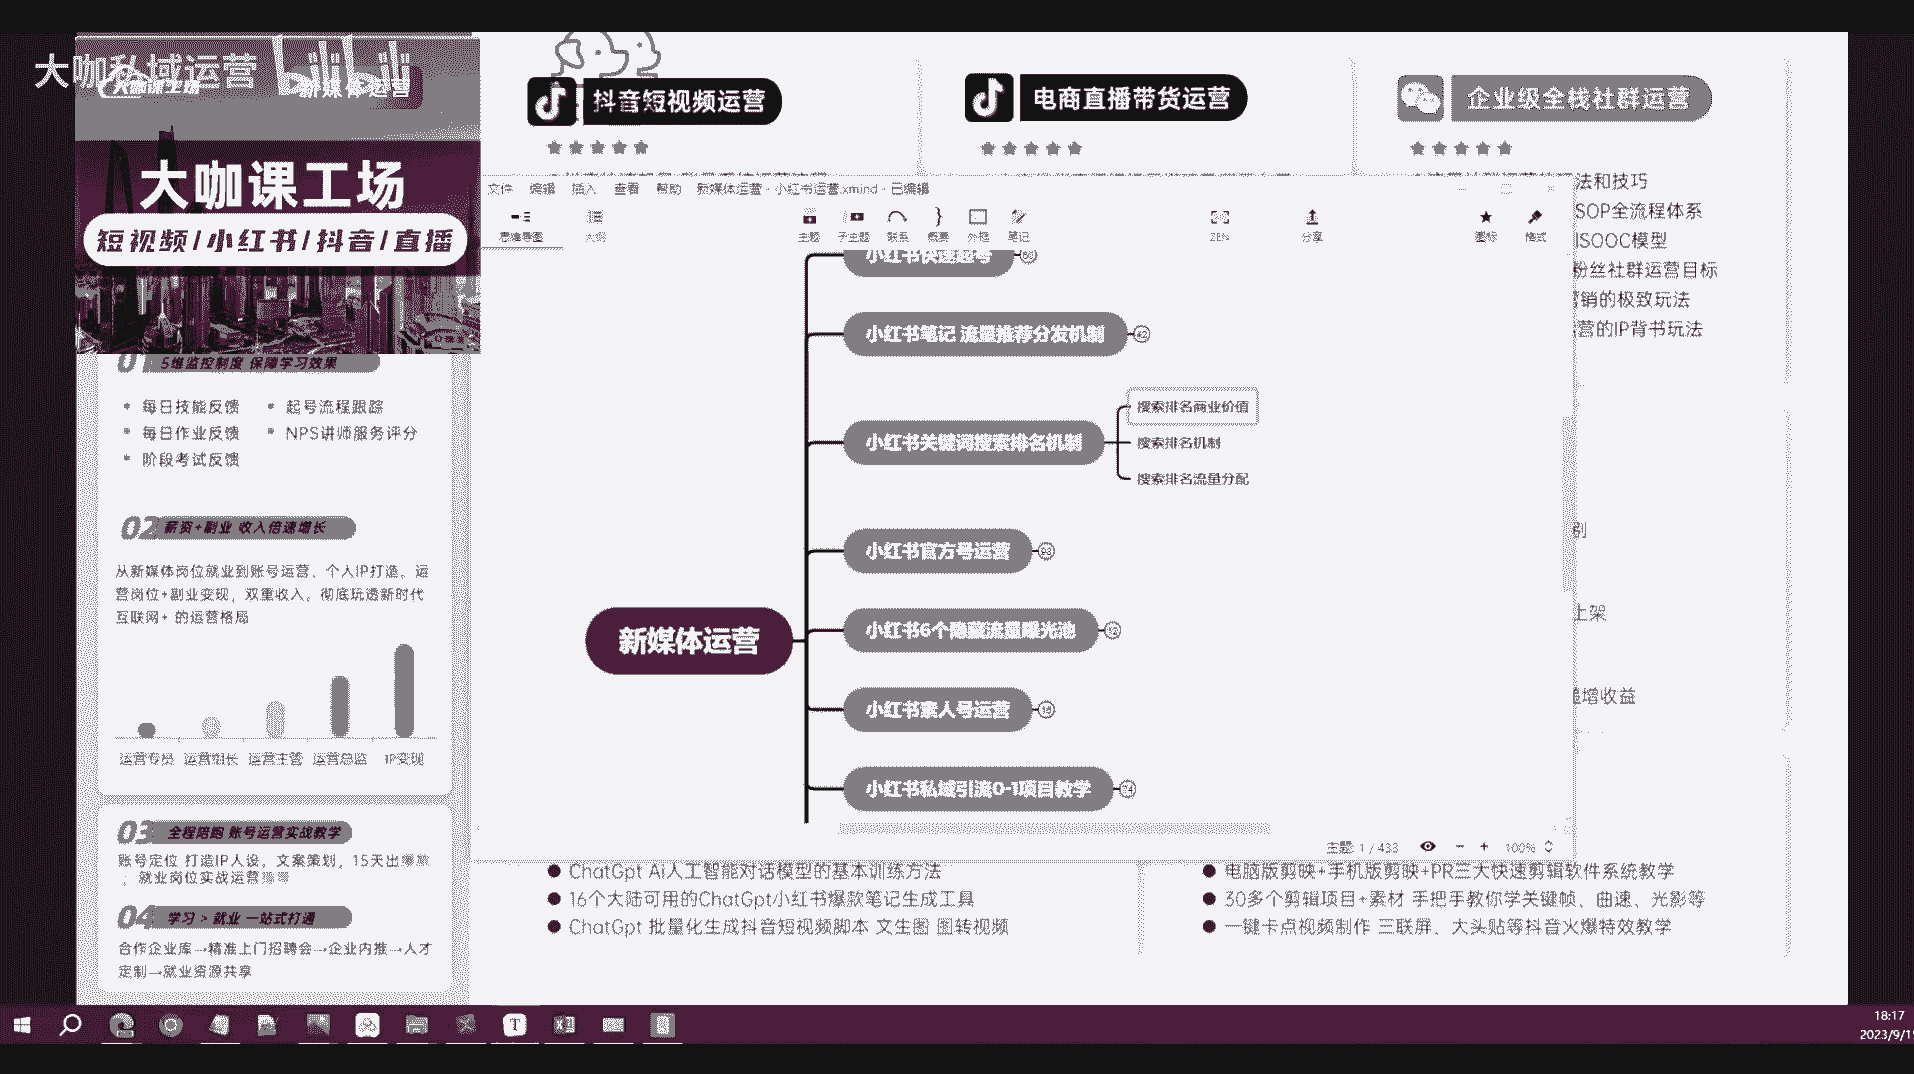 大咖私域运营
bilibili
新媒体运营
大咖课工场
短视频/小红书/抖音/直播
01 5维监控制度 保障学习效果
每日技能反馈
起号流程跟踪
每日作业反馈
NPS讲师服务评分
阶段考试反馈
02 薪资+副业 收入倍速增长
从新媒体岗位就业到账号运营、个人IP打造。运
营岗位+副业变现，双重收入。彻底玩透新时代
互联网+ 的运营格局
运营专员 运营组长 运营主管 运营总监 IP变现
03 全程陪跑 账号运营实战教学
账号定位 打造IP人设，文案策划，15天出爆款
；就业岗位实战运营
04 学习 > 就业 一站式打通
合作企业库→精准上门招聘会→企业内推→人才
定制→就业资源共享
抖音短视频运营
电商直播带货运营
企业级全栈社群运营
文件 编辑 插入 查看 帮助 新媒体运营 - 小红书运营.xmind - 已编辑
思维导图 大纲 主题 子主题 联系 概要 外框 笔记 ZEN 分享 图标 格式
小红书快速起号
小红书笔记 流量推荐分发机制 42
小红书关键词搜索排名机制
搜索排名商业价值
搜索排名机制
搜索排名流量分配
小红书官方号运营 93
小红书6个隐藏流量曝光池 12
新媒体运营
小红书素人号运营
小红书私域引流0-1项目教学 74
主题: 1 / 433
100%
法和技巧
SOP全流程体系
ISOOC模型
粉丝社群运营目标
营销的极致玩法
营的IP背书玩法
上架
增收益
ChatGpt AI人工智能对话模型的基本训练方法
16个大陆可用的ChatGpt小红书爆款笔记生成工具
ChatGpt 批量化生成抖音短视频脚本 文生图 图转视频
电脑版剪映+手机版剪映+PR三大快速剪辑软件系统教学
30多个剪辑项目+素材 手把手教你学关键帧、曲速、光影等
一键卡点视频制作 三联屏、大头贴等抖音火爆特效教学
18:17
2023/9/1